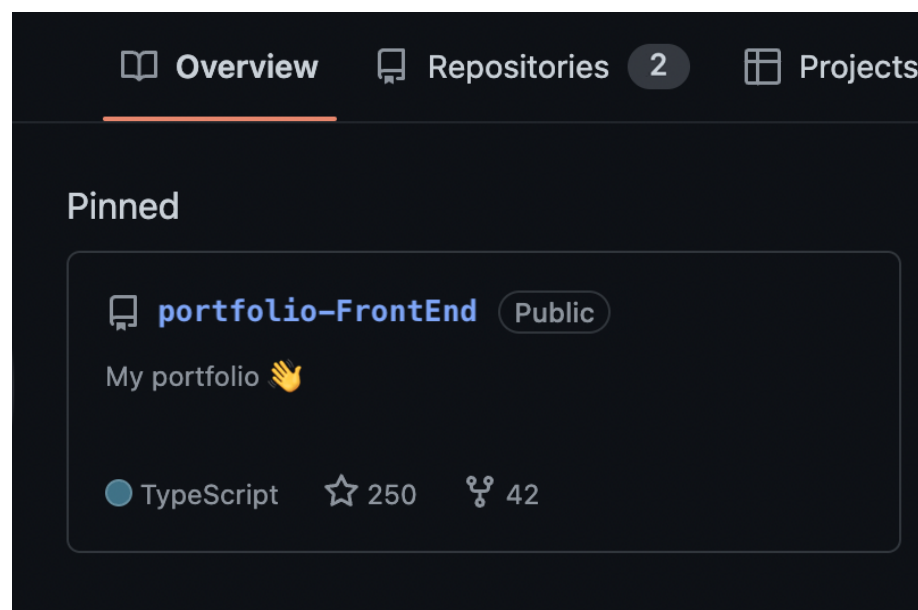 Overview Repositories 2 Projects
Pinned
portfolio-FrontEnd Public
My portfolio 👋
TypeScript 250 42